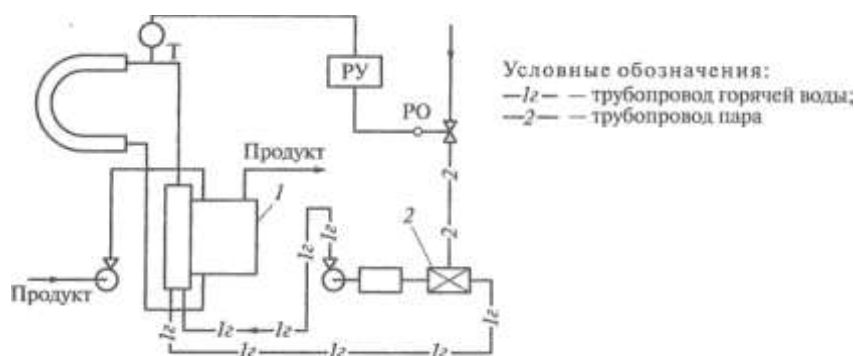 Т
РУ
РО
Условные обозначения:
—1г— — трубопровод горячей воды;
—2— — трубопровод пара
Продукт
1
2
2
2
1г
1г
Продукт
1г
1г
1г
1г
1г
1г
1г